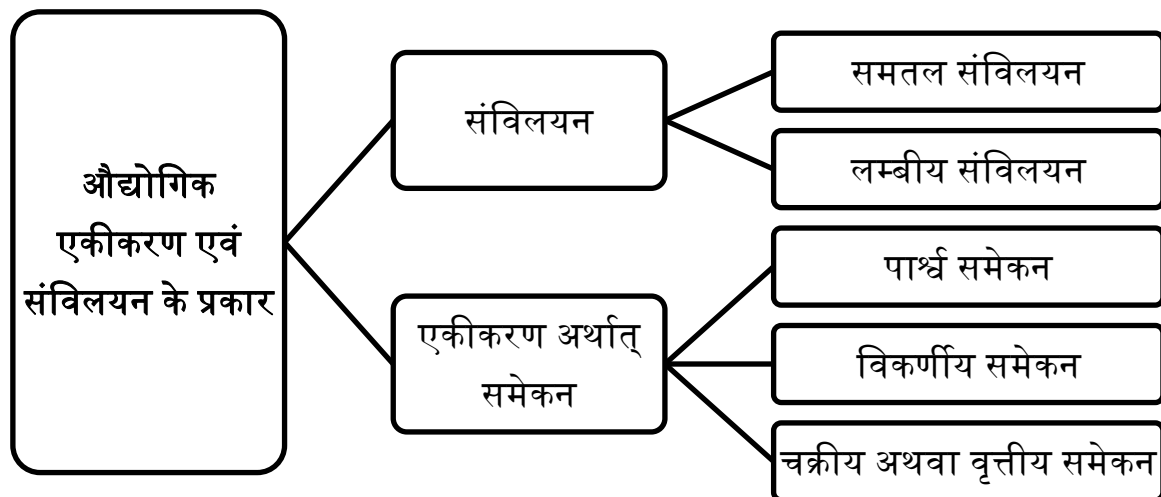 औद्योगिक
एकीकरण एवं
संविलयन के प्रकार
संविलयन
समतल संविलयन
लम्बीय संविलयन
एकीकरण अर्थात्
समेकन
पार्श्व समेकन
विकर्णीय समेकन
चक्रीय अथवा वृत्तीय समेकन